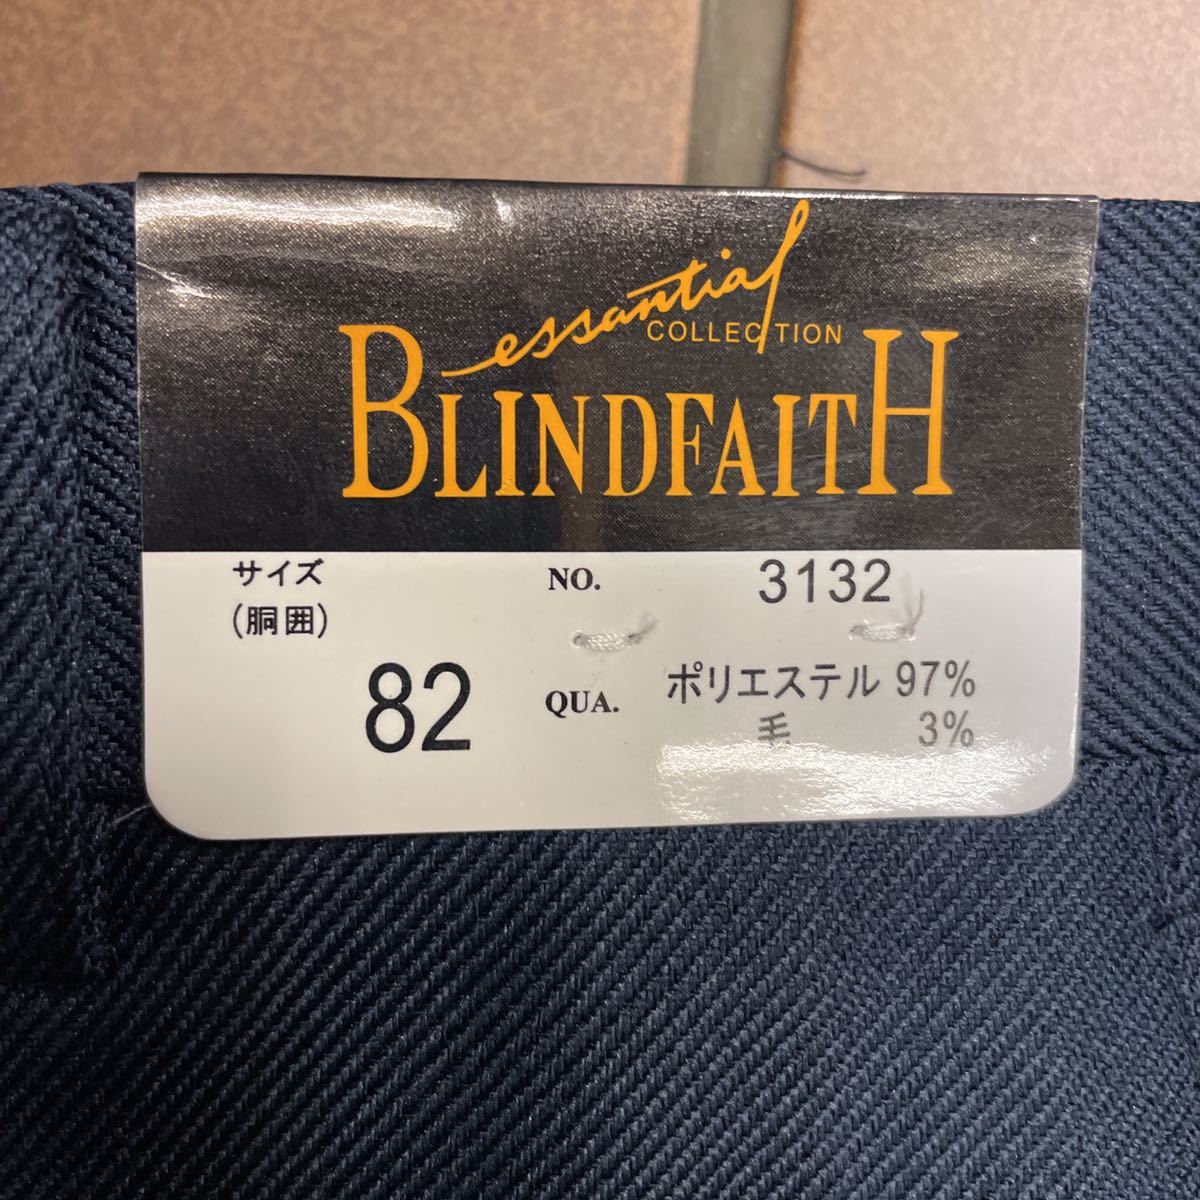 essantial
COLLECTION
BLINDFAITH
サイズ
(胴囲)
82
NO. 3132
QUA. ポリエステル 97%
毛 3%